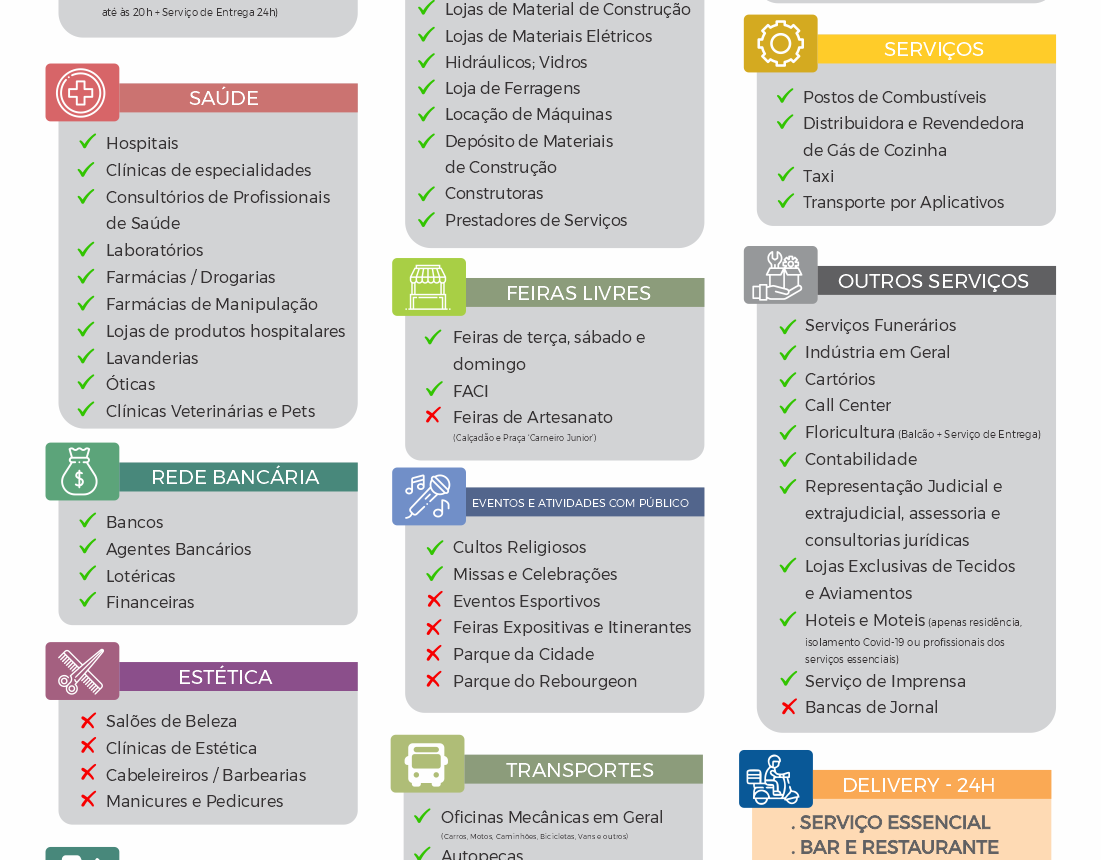 até às 20h + Serviço de Entrega 24h)
SAÚDE
Hospitais
Clínicas de especialidades
Consultórios de Profissionais
de Saúde
Laboratórios
Farmácias / Drogarias
Farmácias de Manipulação
Lojas de produtos hospitalares
Lavanderias
Óticas
Clínicas Veterinárias e Pets
REDE BANCÁRIA
Bancos
Agentes Bancários
Lotéricas
Financeiras
ESTÉTICA
Salões de Beleza
Clínicas de Estética
Cabeleireiros / Barbearias
Manicures e Pedicures
Lojas de Material de Construção
Lojas de Materiais Elétricos
Hidráulicos; Vidros
Loja de Ferragens
Locação de Máquinas
Depósito de Materiais
de Construção
Construtoras
Prestadores de Serviços
FEIRAS LIVRES
Feiras de terça, sábado e
domingo
FACI
Feiras de Artesanato
(Calçadão e Praça 'Carneiro Junior')
EVENTOS E ATIVIDADES COM PÚBLICO
Cultos Religiosos
Missas e Celebrações
Eventos Esportivos
Feiras Expositivas e Itinerantes
Parque da Cidade
Parque do Rebourgeon
TRANSPORTES
Oficinas Mecânicas em Geral
(Carros, Motos, Caminhões, Bicicletas, Vans e outros)
Autopeças
SERVIÇOS
Postos de Combustíveis
Distribuidora e Revendedora
de Gás de Cozinha
Taxi
Transporte por Aplicativos
OUTROS SERVIÇOS
Serviços Funerários
Indústria em Geral
Cartórios
Call Center
Floricultura (Balcão + Serviço de Entrega)
Contabilidade
Representação Judicial e
extrajudicial, assessoria e
consultorias jurídicas
Lojas Exclusivas de Tecidos
e Aviamentos
Hoteis e Moteis (apenas residência,
isolamento Covid-19 ou profissionais dos
serviços essenciais)
Serviço de Imprensa
Bancas de Jornal
DELIVERY - 24H
. SERVIÇO ESSENCIAL
. BAR E RESTAURANTE